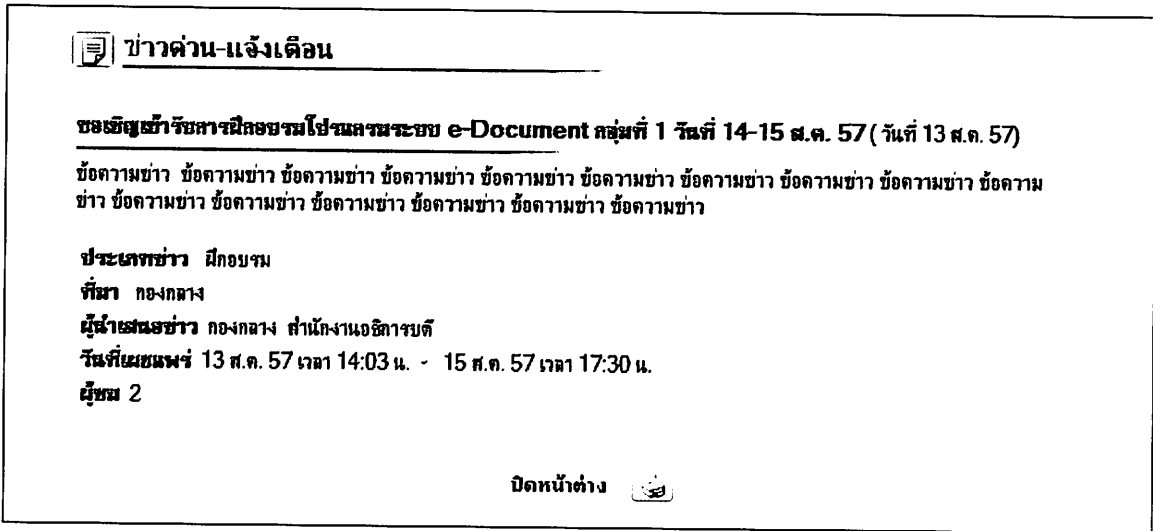 ข่าวด่วน-แจ้งเตือน
ขอเชิญเข้ารับการฝึกอบรมโปรแกรมระบบ e-Document กลุ่มที่ 1 วันที่ 14-15 ส.ค. 57 ( วันที่ 13 ส.ค. 57)
ข้อความข่าว ข้อความข่าว ข้อความข่าว ข้อความข่าว ข้อความข่าว ข้อความข่าว ข้อความข่าว ข้อความข่าว ข้อความข่าว ข้อความ
ข่าว ข้อความข่าว ข้อความข่าว ข้อความข่าว ข้อความข่าว ข้อความข่าว ข้อความข่าว
ประเภทข่าว ฝึกอบรม
ที่มา กองกลาง
ผู้นำเสนอข่าว กองกลาง สำนักงานอธิการบดี
วันที่เผยแพร่ 13 ส.ค. 57 เวลา 14:03 น. - 15 ส.ค. 57 เวลา 17:30 น.
ผู้ชม 2
ปิดหน้าต่าง